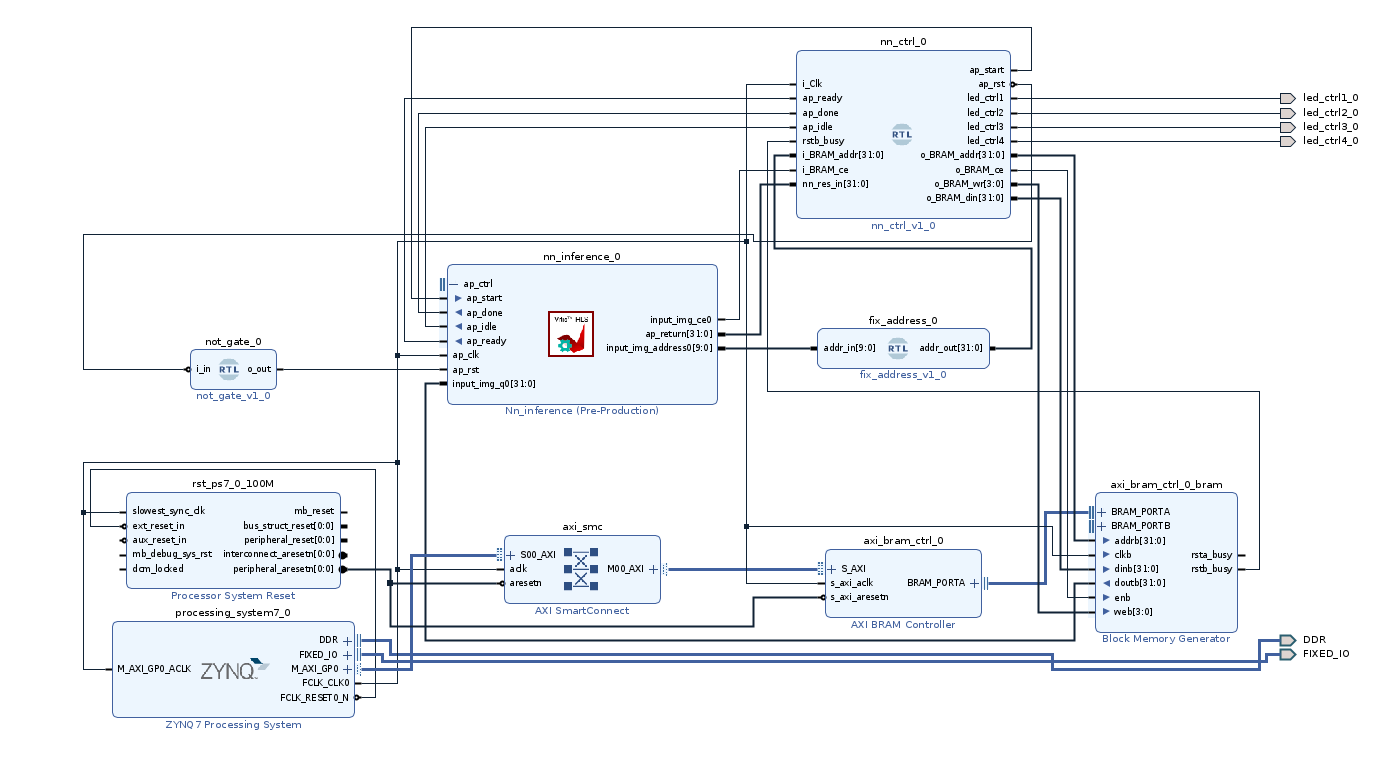 nn_ctrl_0
i_Clk
ap_ready
ap_done
ap_idle
rstb_busy
i_BRAM_addr[31:0]
i_BRAM_ce
nn_res_in[31:0]
RTL
ap_start
ap_rst
led_ctrl1
led_ctrl2
led_ctrl3
led_ctrl4
o_BRAM_addr[31:0]
o_BRAM_ce
o_BRAM_wr[3:0]
o_BRAM_din[31:0]
nn_ctrl_v1_0
led_ctrl1_0
led_ctrl2_0
led_ctrl3_0
led_ctrl4_0
nn_inference_0
ap_ctrl
ap_start
ap_done
ap_idle
ap_ready
ap_clk
ap_rst
input_img_q0[31:0]
Vitis™ HLS
input_img_ce0
ap_return[31:0]
input_img_address0[9:0]
Nn_inference (Pre-Production)
fix_address_0
addr_in[9:0]
RTL
addr_out[31:0]
fix_address_v1_0
not_gate_0
i_in
RTL
o_out
not_gate_v1_0
rst_ps7_0_100M
slowest_sync_clk
ext_reset_in
aux_reset_in
mb_debug_sys_rst
dcm_locked
mb_reset
bus_struct_reset[0:0]
peripheral_reset[0:0]
interconnect_aresetn[0:0]
peripheral_aresetn[0:0]
Processor System Reset
axi_smc
S00_AXI
aclk
aresetn
M00_AXI
AXI SmartConnect
axi_bram_ctrl_0
S_AXI
s_axi_aclk
s_axi_aresetn
BRAM_PORTA
AXI BRAM Controller
axi_bram_ctrl_0_bram
BRAM_PORTA
BRAM_PORTB
addrb[31:0]
clkb
dinb[31:0]
doutb[31:0]
enb
web[3:0]
rsta_busy
rstb_busy
Block Memory Generator
processing_system7_0
M_AXI_GP0_ACLK
ZYNQ
DDR
FIXED_IO
M_AXI_GP0
FCLK_CLK0
FCLK_RESET0_N
ZYNQ7 Processing System
DDR
FIXED_IO